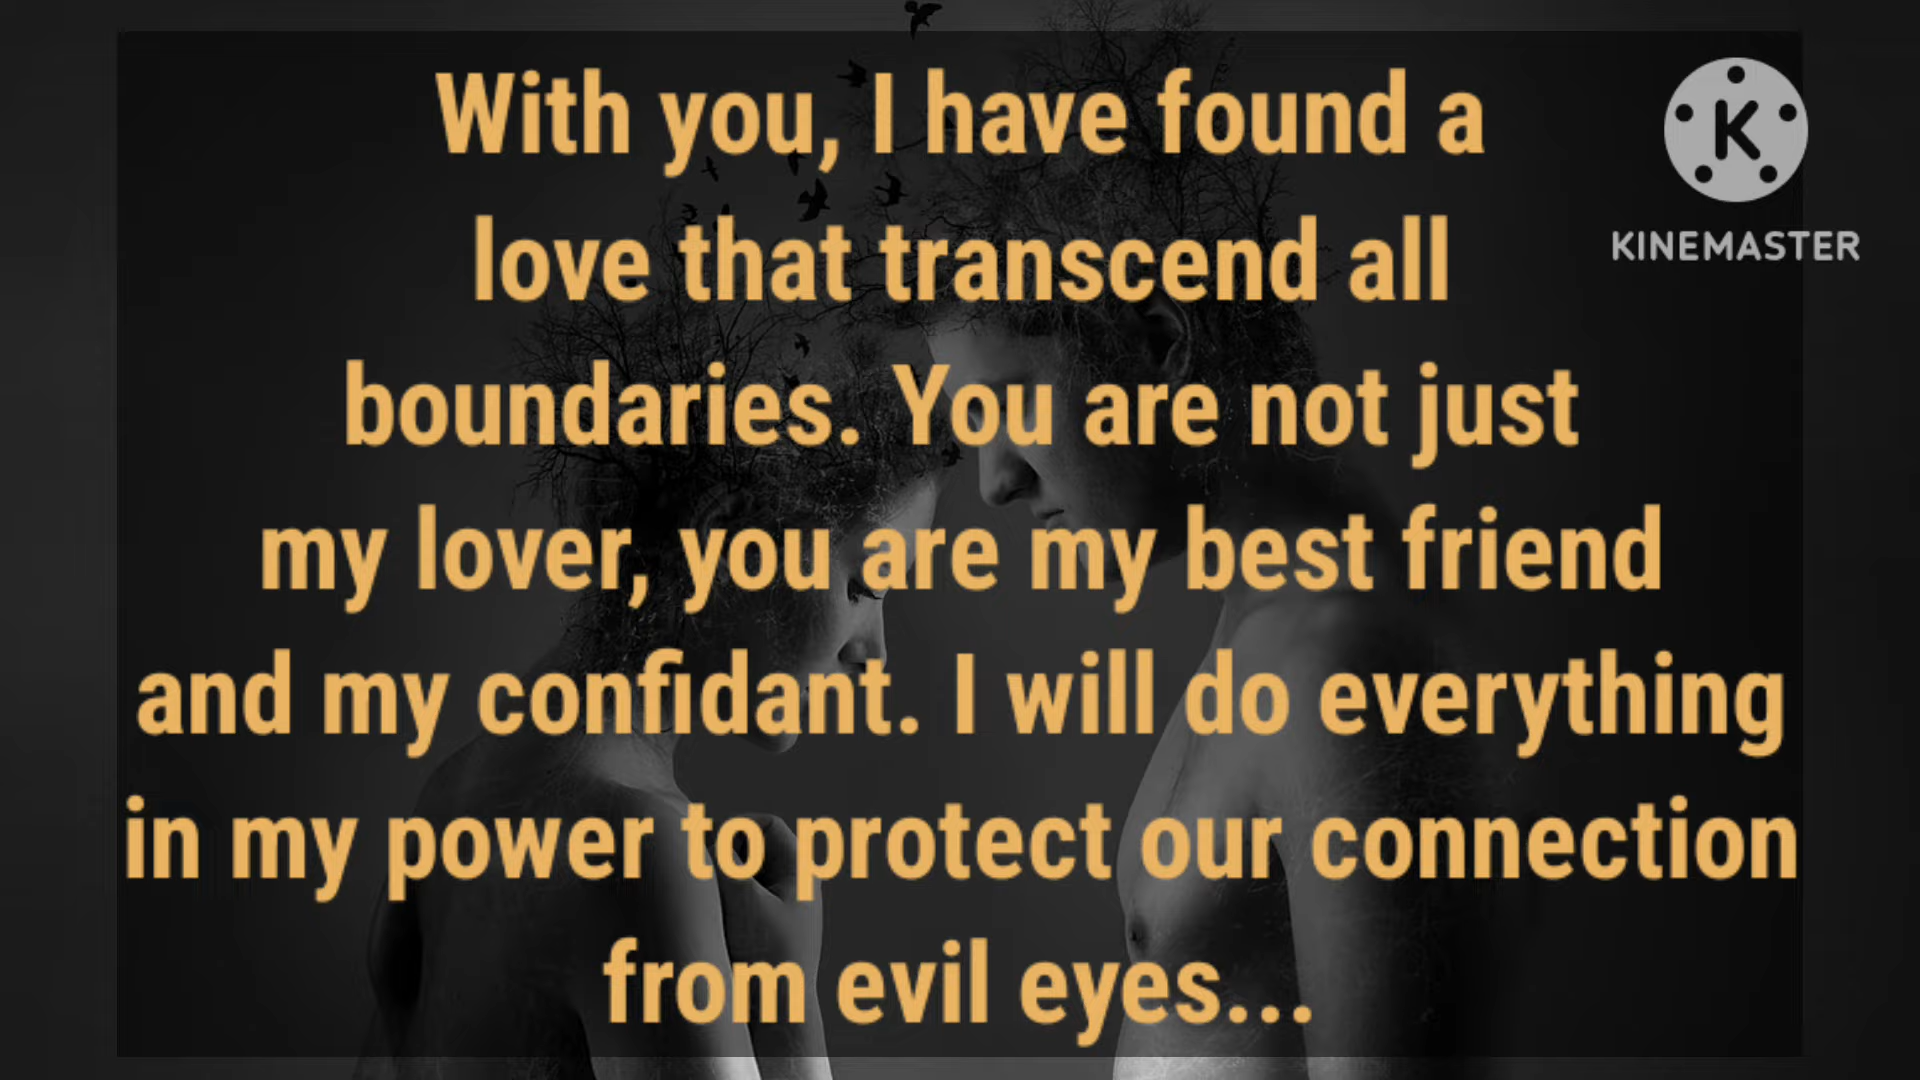 With you, I have found a
love that transcend all
boundaries. You are not just
my lover, you are my best friend
and my confidant. I will do everything
in my power to protect our connection
from evil eyes...
K
KINEMASTER